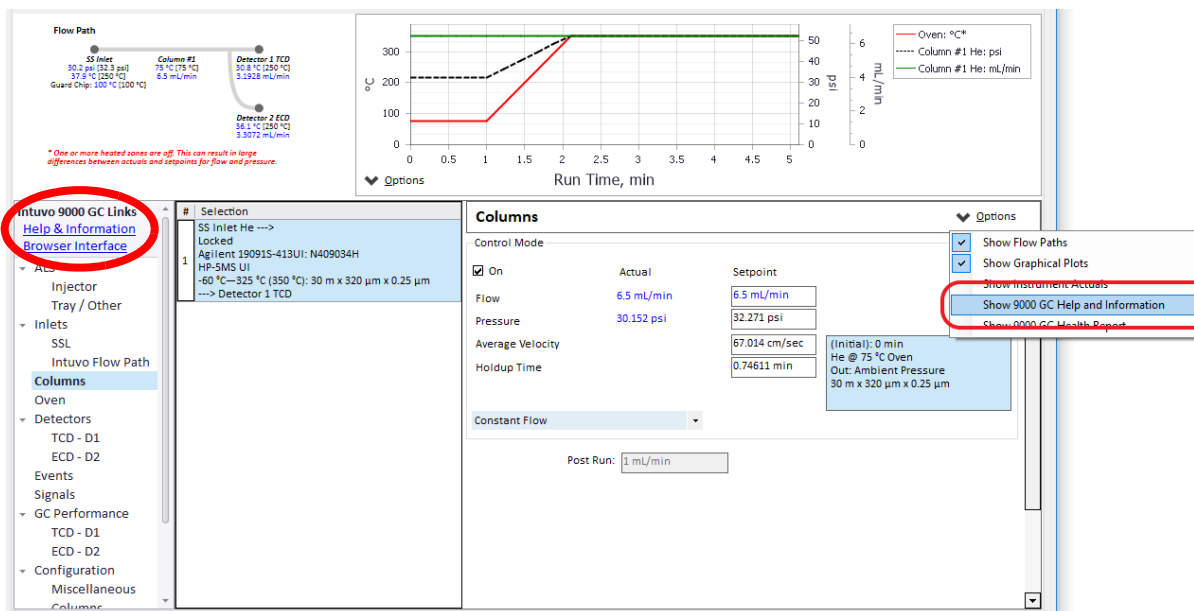 Flow Path
SS Inlet
30.2 psi [32.3 psi]
37.9 °C [250 °C]
Guard Chip: 100 °C [100 °C]
Column #1
75 °C [75 °C]
6.5 mL/min
Detector 1 TCD
30.8 °C [250 °C]
3.1928 mL/min
Detector 2 ECD
36.1 °C [250 °C]
3.3072 mL/min
* One or more heated zones are off. This can result in large
differences between actuals and setpoints for flow and pressure.
°C
300
200
100
0
0 0.5 1 1.5 2 2.5 3 3.5 4 4.5 5
50
40
30
20
10
0
psi
6
4
2
0
mL/min
Run Time, min
Options
Oven: °C*
Column #1 He: psi
Column #1 He: mL/min
Intuvo 9000 GC Links
Help & Information
Browser Interface
ALS
Injector
Tray / Other
Inlets
SSL
Intuvo Flow Path
Columns
Oven
Detectors
TCD - D1
ECD - D2
Events
Signals
GC Performance
TCD - D1
ECD - D2
Configuration
Miscellaneous
Columns
# Selection
1
SS Inlet He --->
Locked
Agilent 19091S-413UI: N409034H
HP-5MS UI
-60 °C—325 °C (350 °C): 30 m x 320 µm x 0.25 µm
---> Detector 1 TCD
Columns
Options
Control Mode
On Actual Setpoint
Flow 6.5 mL/min 6.5 mL/min
Pressure 30.152 psi 32.271 psi
Average Velocity 67.014 cm/sec
Holdup Time 0.74611 min
(Initial): 0 min
He @ 75 °C Oven
Out: Ambient Pressure
30 m x 320 µm x 0.25 µm
Constant Flow
Post Run: 1 mL/min
Show Flow Paths
Show Graphical Plots
Show Instrument Actuals
Show 9000 GC Help and Information
Show 9000 GC Health Report